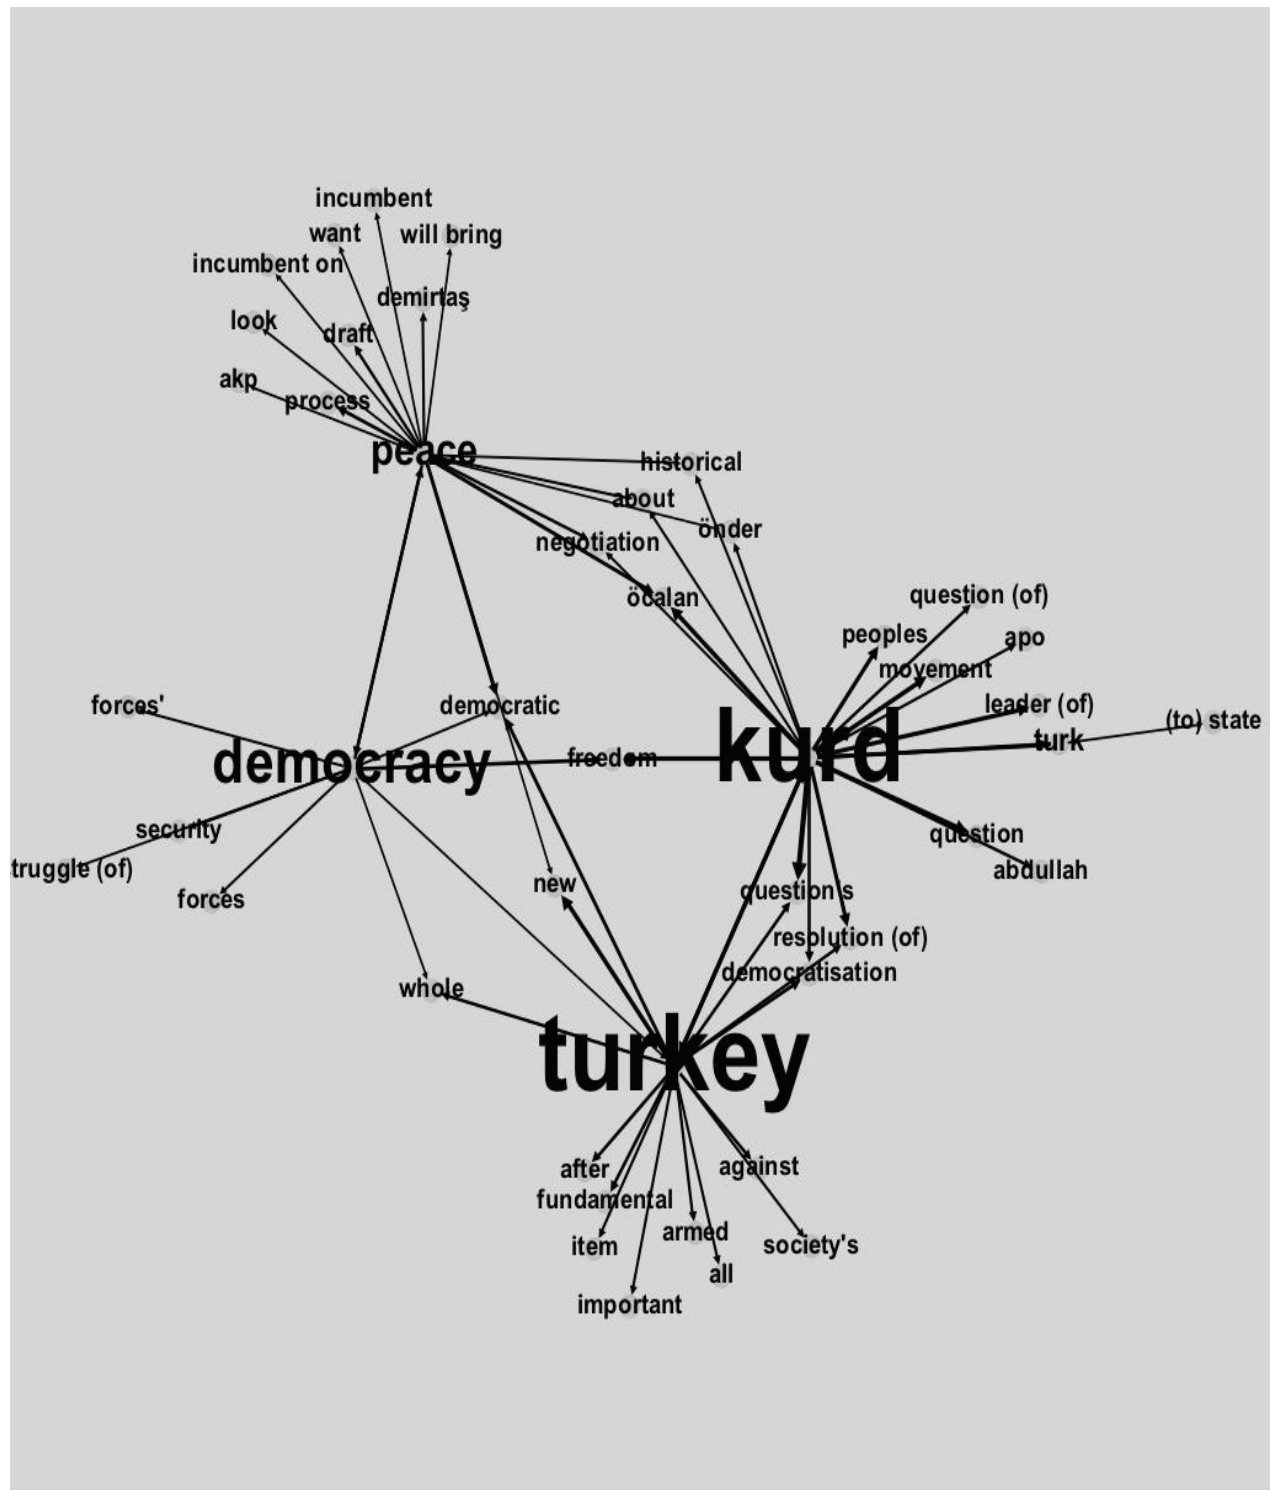 incumbent
want
will bring
incumbent on
demirtaş
look
draft
akp
process
peace
historical
about
önder
negotiation
öcalan
question (of)
peoples
apo
movement
leader (of)
forces'
democratic
(to) state
turk
kurd
freedom
democracy
security
question
truggle (of)
abdullah
new
question's
forces
resolution (of)
democratisation
whole
turkey
against
after
fundamental
armed
society's
item
all
important